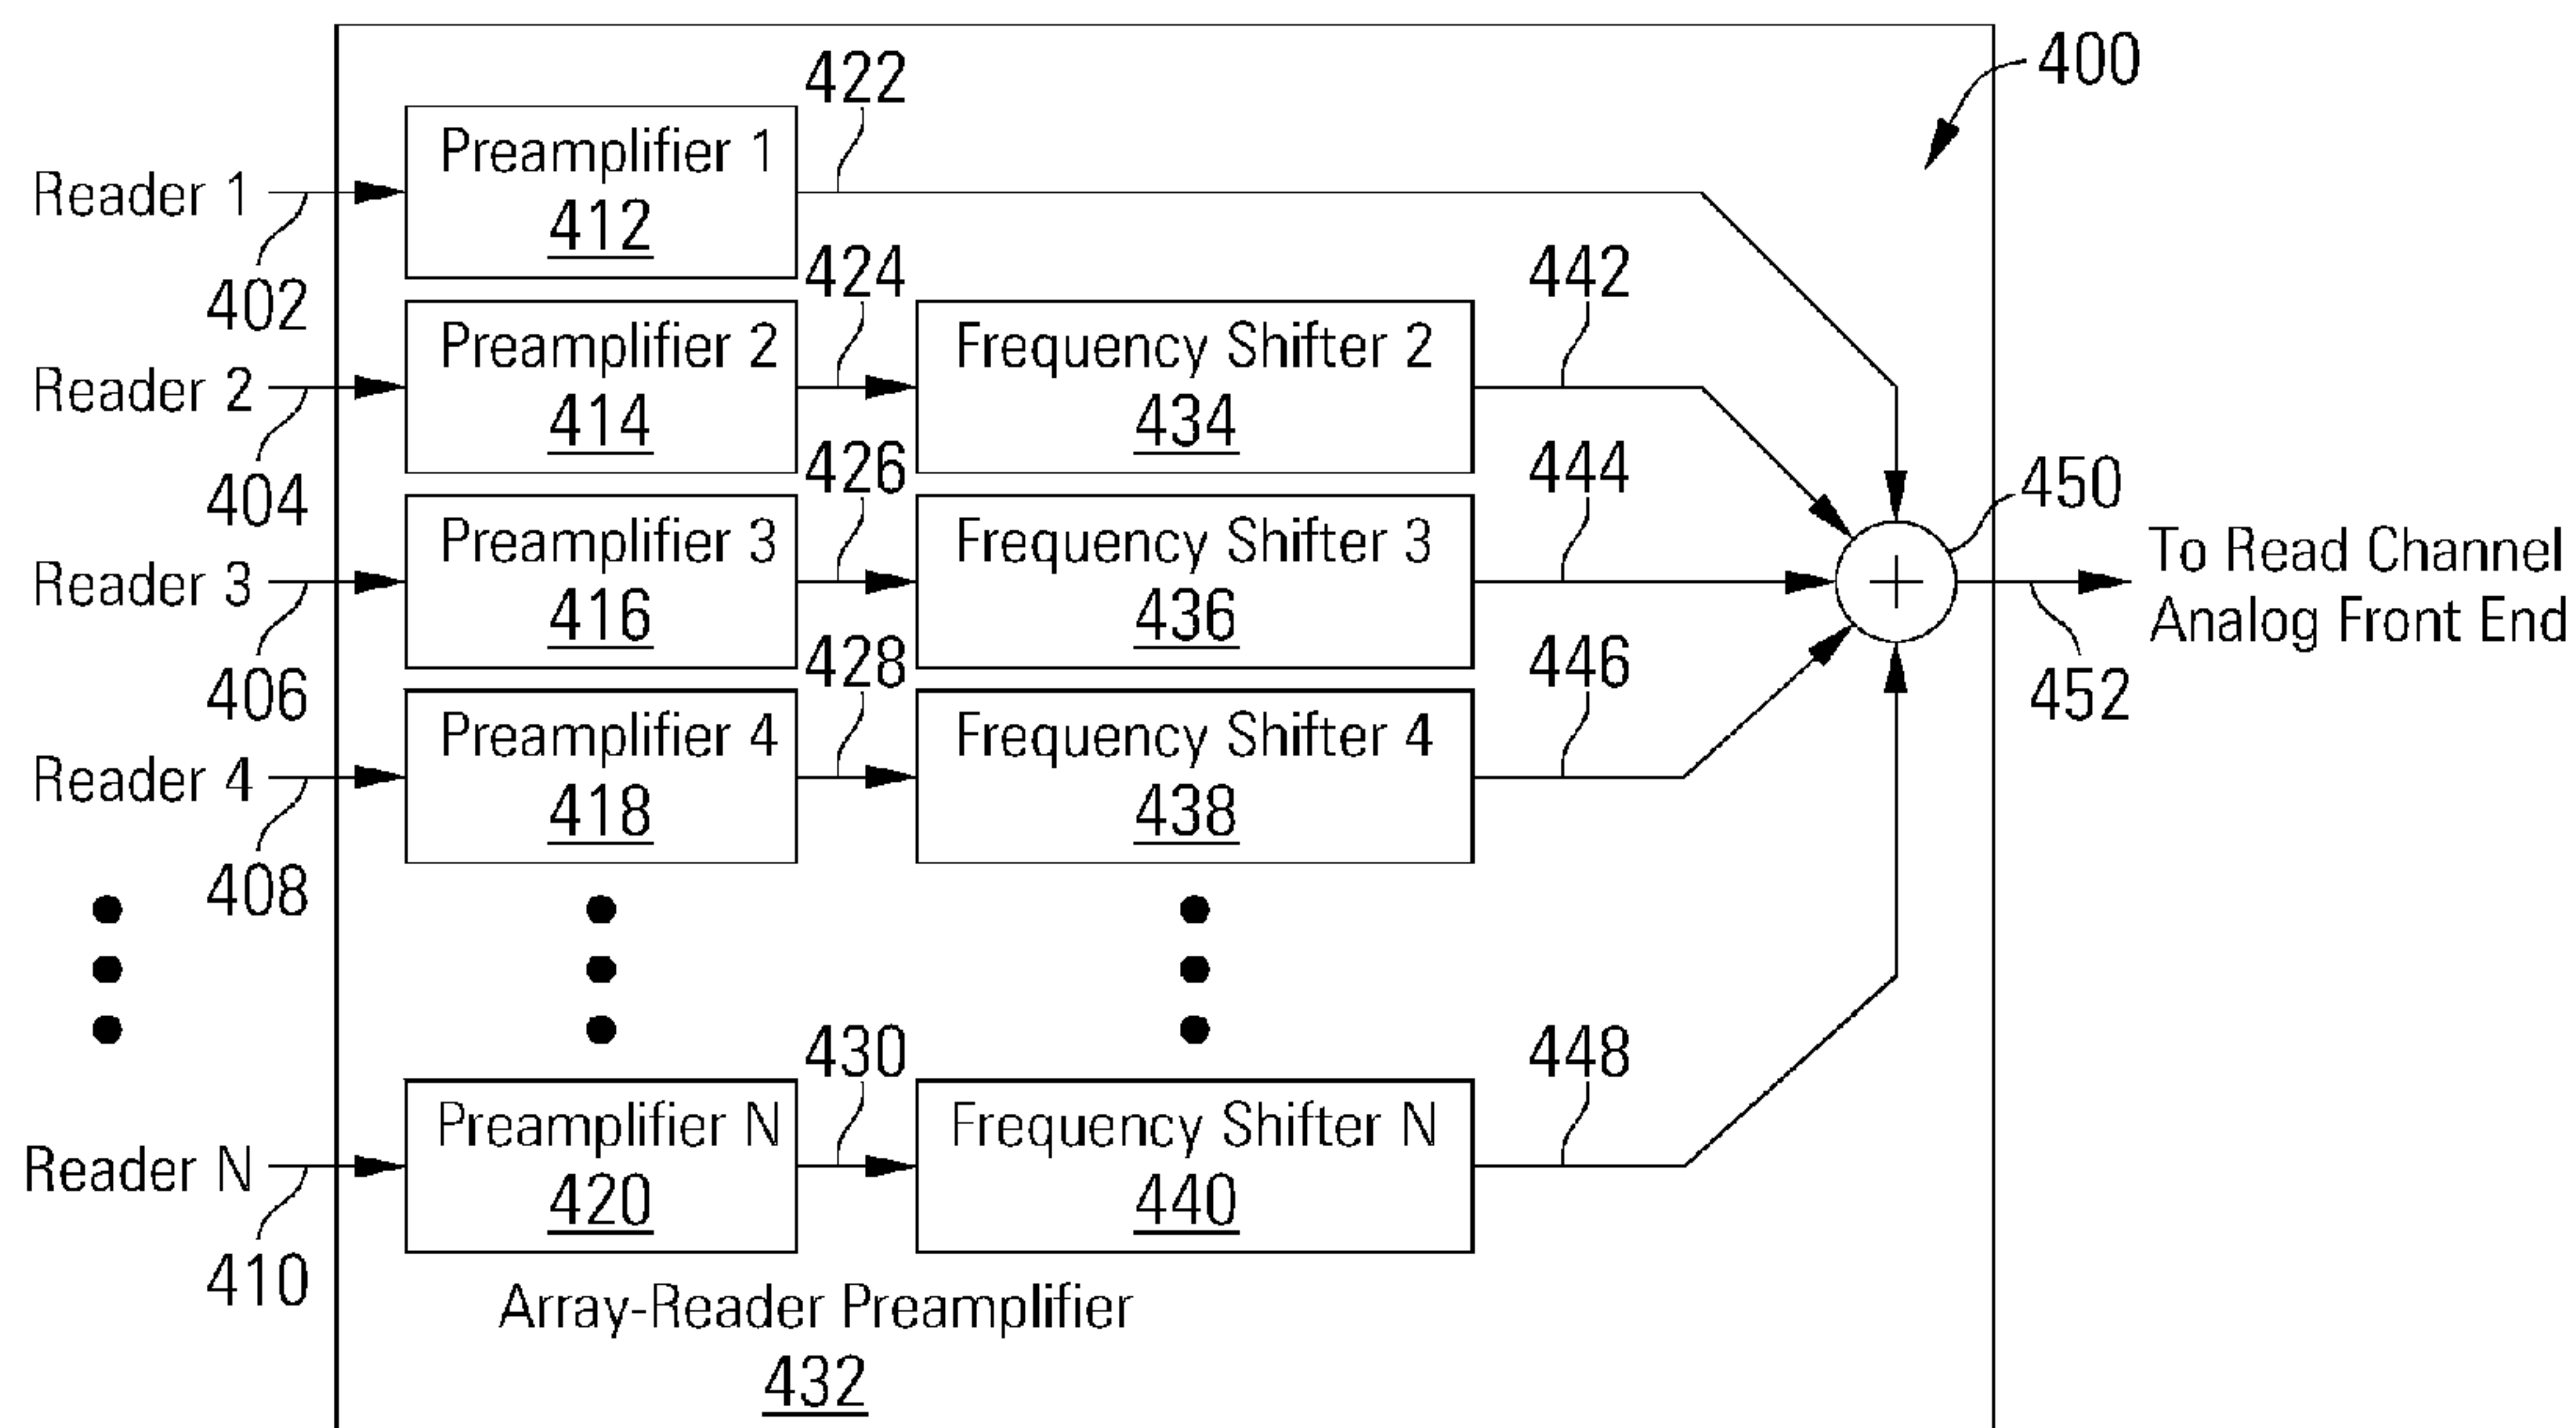 400
422
Preamplifier 1
412
Reader 1
402
424
442
Preamplifier 2
414
Frequency Shifter 2
434
Reader 2
404
426
444
450
Preamplifier 3
416
Frequency Shifter 3
436
Reader 3
406
To Read Channel
Analog Front End
452
428
446
Preamplifier 4
418
Frequency Shifter 4
438
Reader 4
408
430
448
Preamplifier N
420
Frequency Shifter N
440
Reader N
410
Array-Reader Preamplifier
432